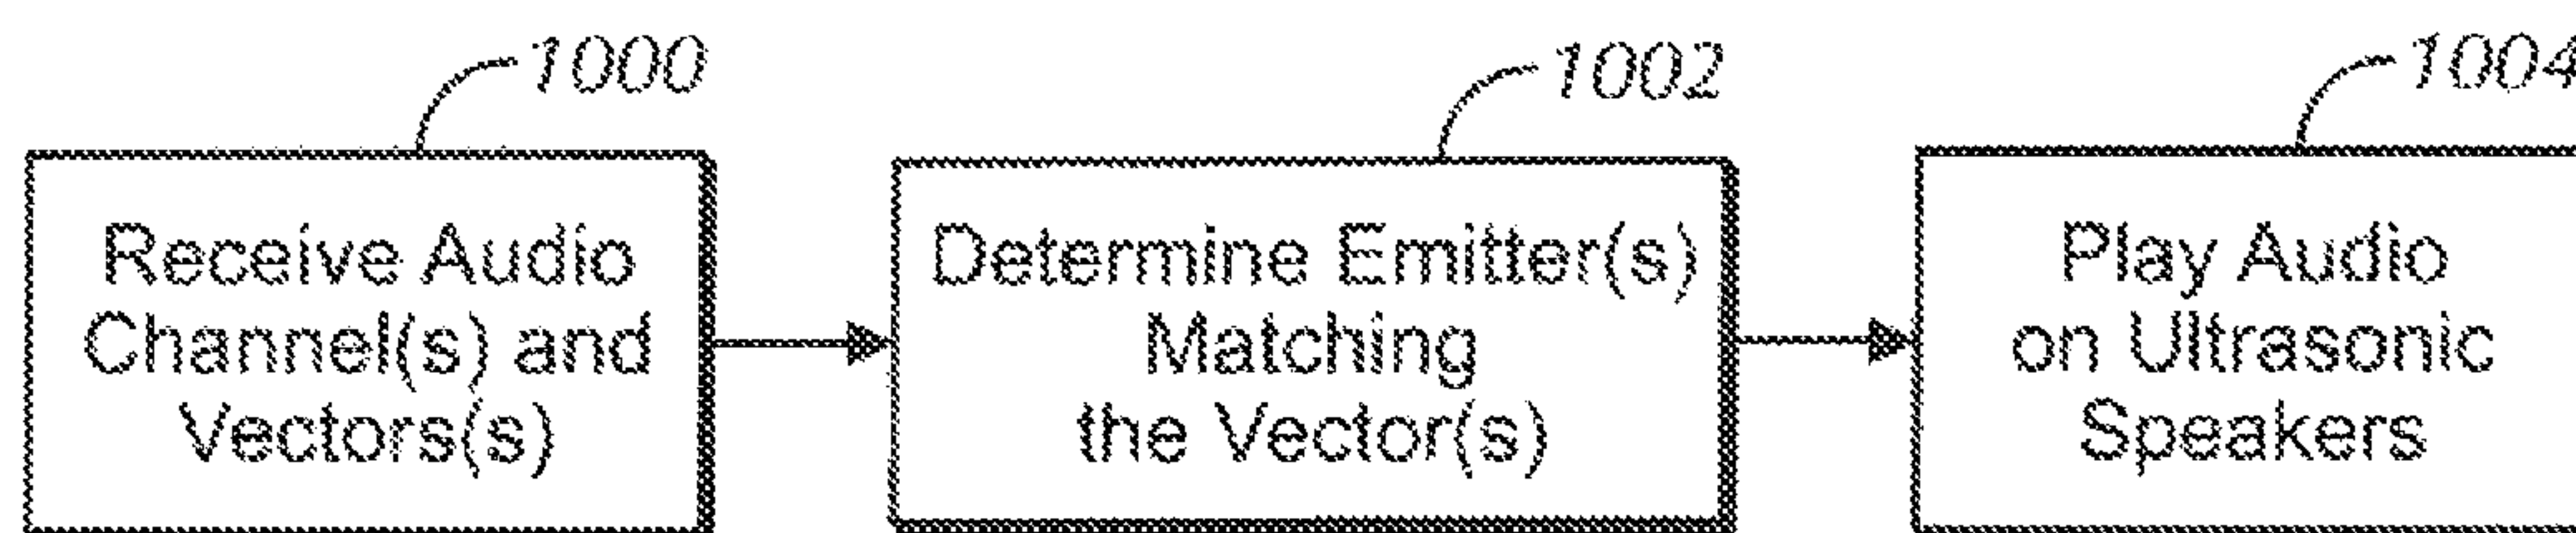 1000
Receive Audio
Channel(s) and
Vectors(s)
1002
Determine Emitter(s)
Matching
the Vector(s)
1004
Play Audio
on Ultrasonic
Speakers